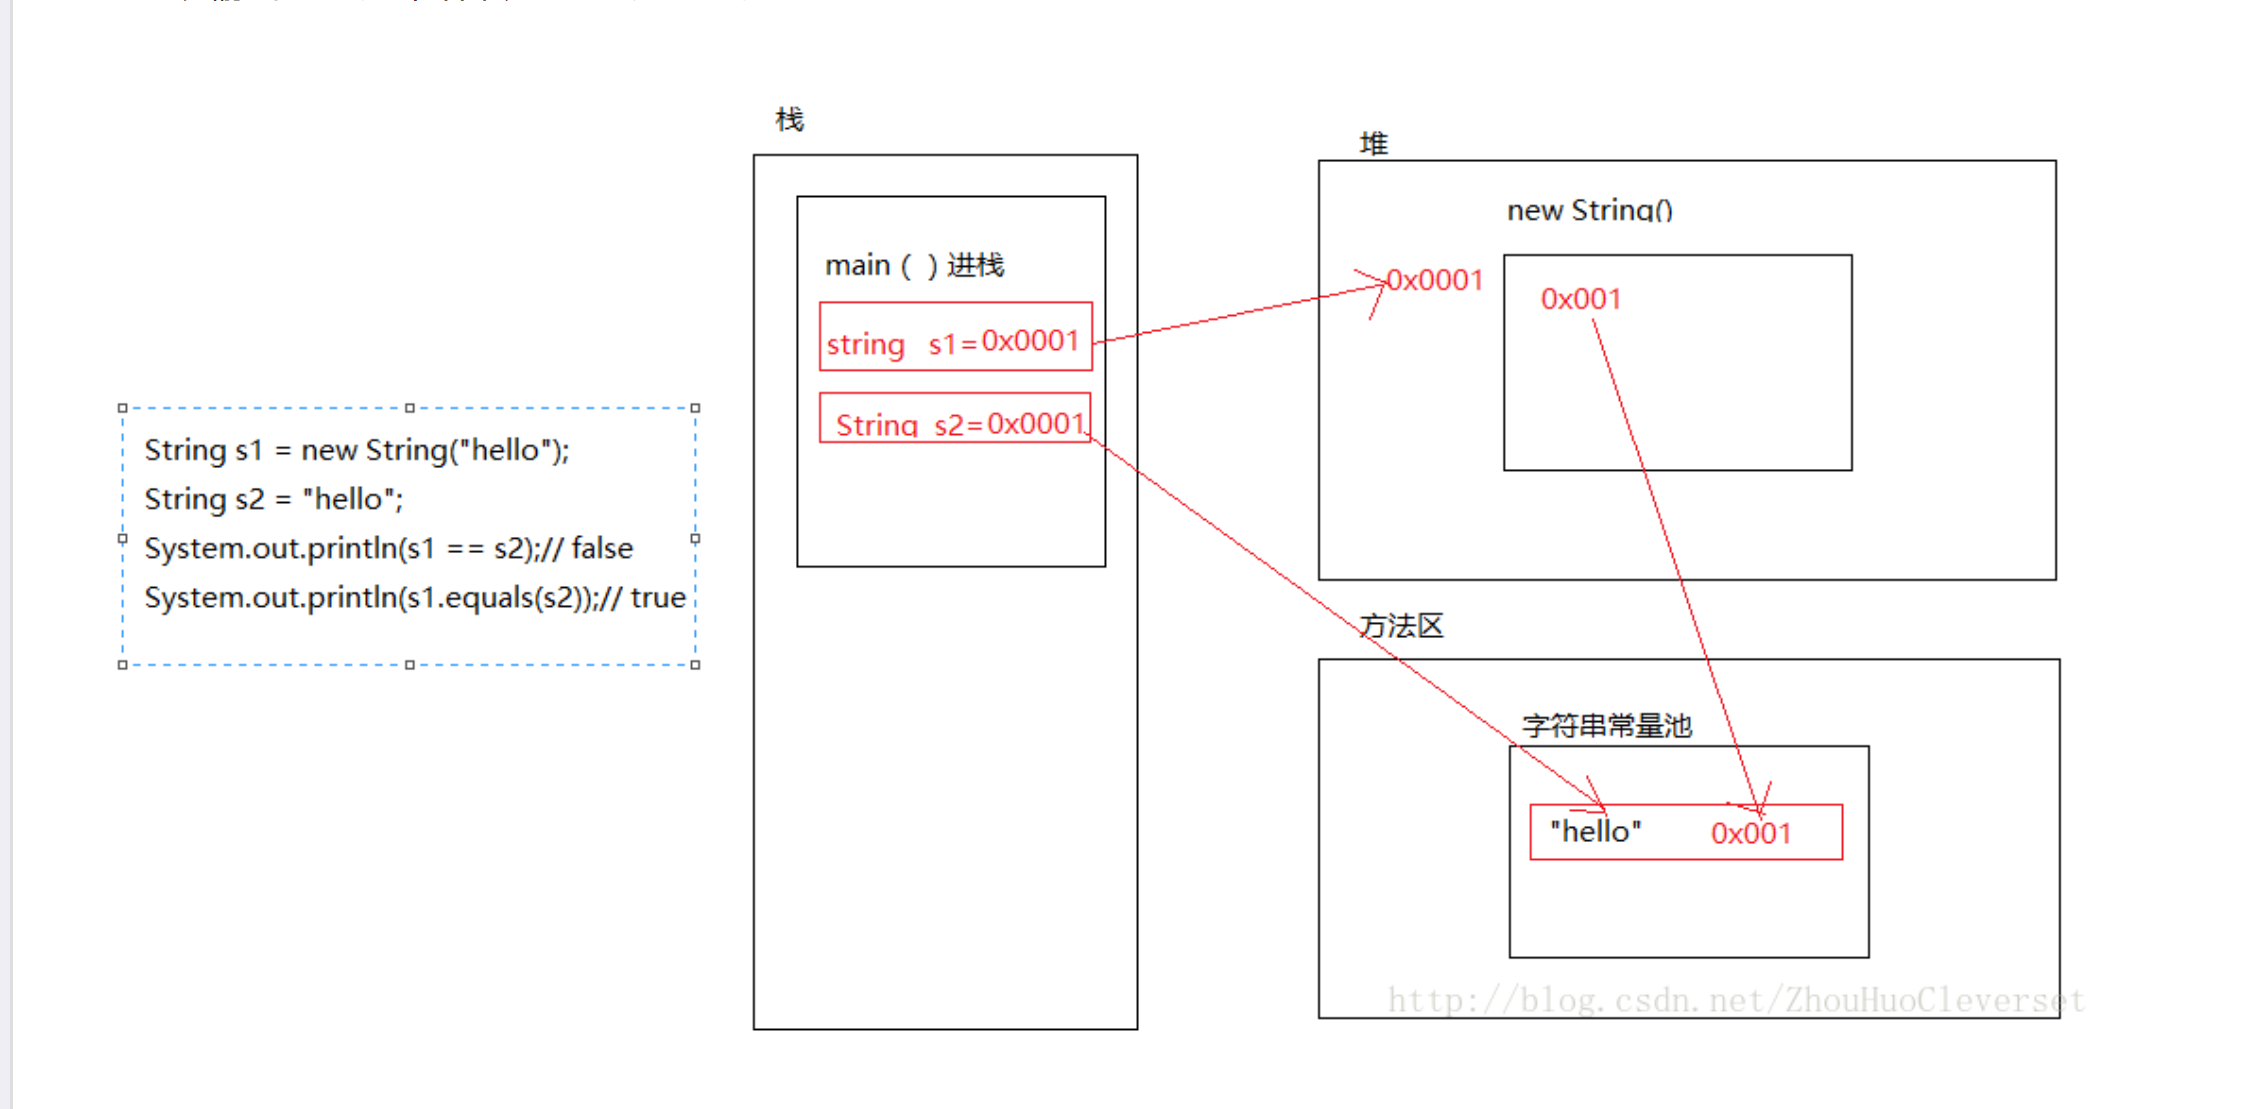 String s1 = new String("hello");
String s2 = "hello";
System.out.println(s1 == s2);// false
System.out.println(s1.equals(s2));// true
栈
main ( ) 进栈
string s1=0x0001
String s2=0x0001
堆
new String()
0x0001
0x001
方法区
字符串常量池
"hello" 0x001
http://blog.csdn.net/ZhouHuoCleverset